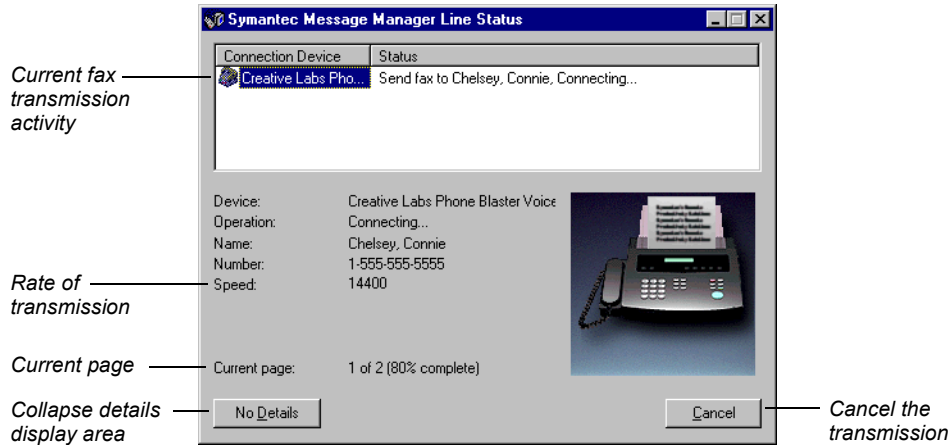 Symantec Message Manager Line Status
Connection Device Status
Current fax transmission activity
Creative Labs Pho... Send fax to Chelsey, Connie, Connecting...
Device: Creative Labs Phone Blaster Voice
Operation: Connecting...
Name: Chelsey, Connie
Number: 1-555-555-5555
Rate of transmission
Speed: 14400
Current page
Current page: 1 of 2 (80% complete)
Collapse details display area
No Details
Cancel
Cancel the transmission